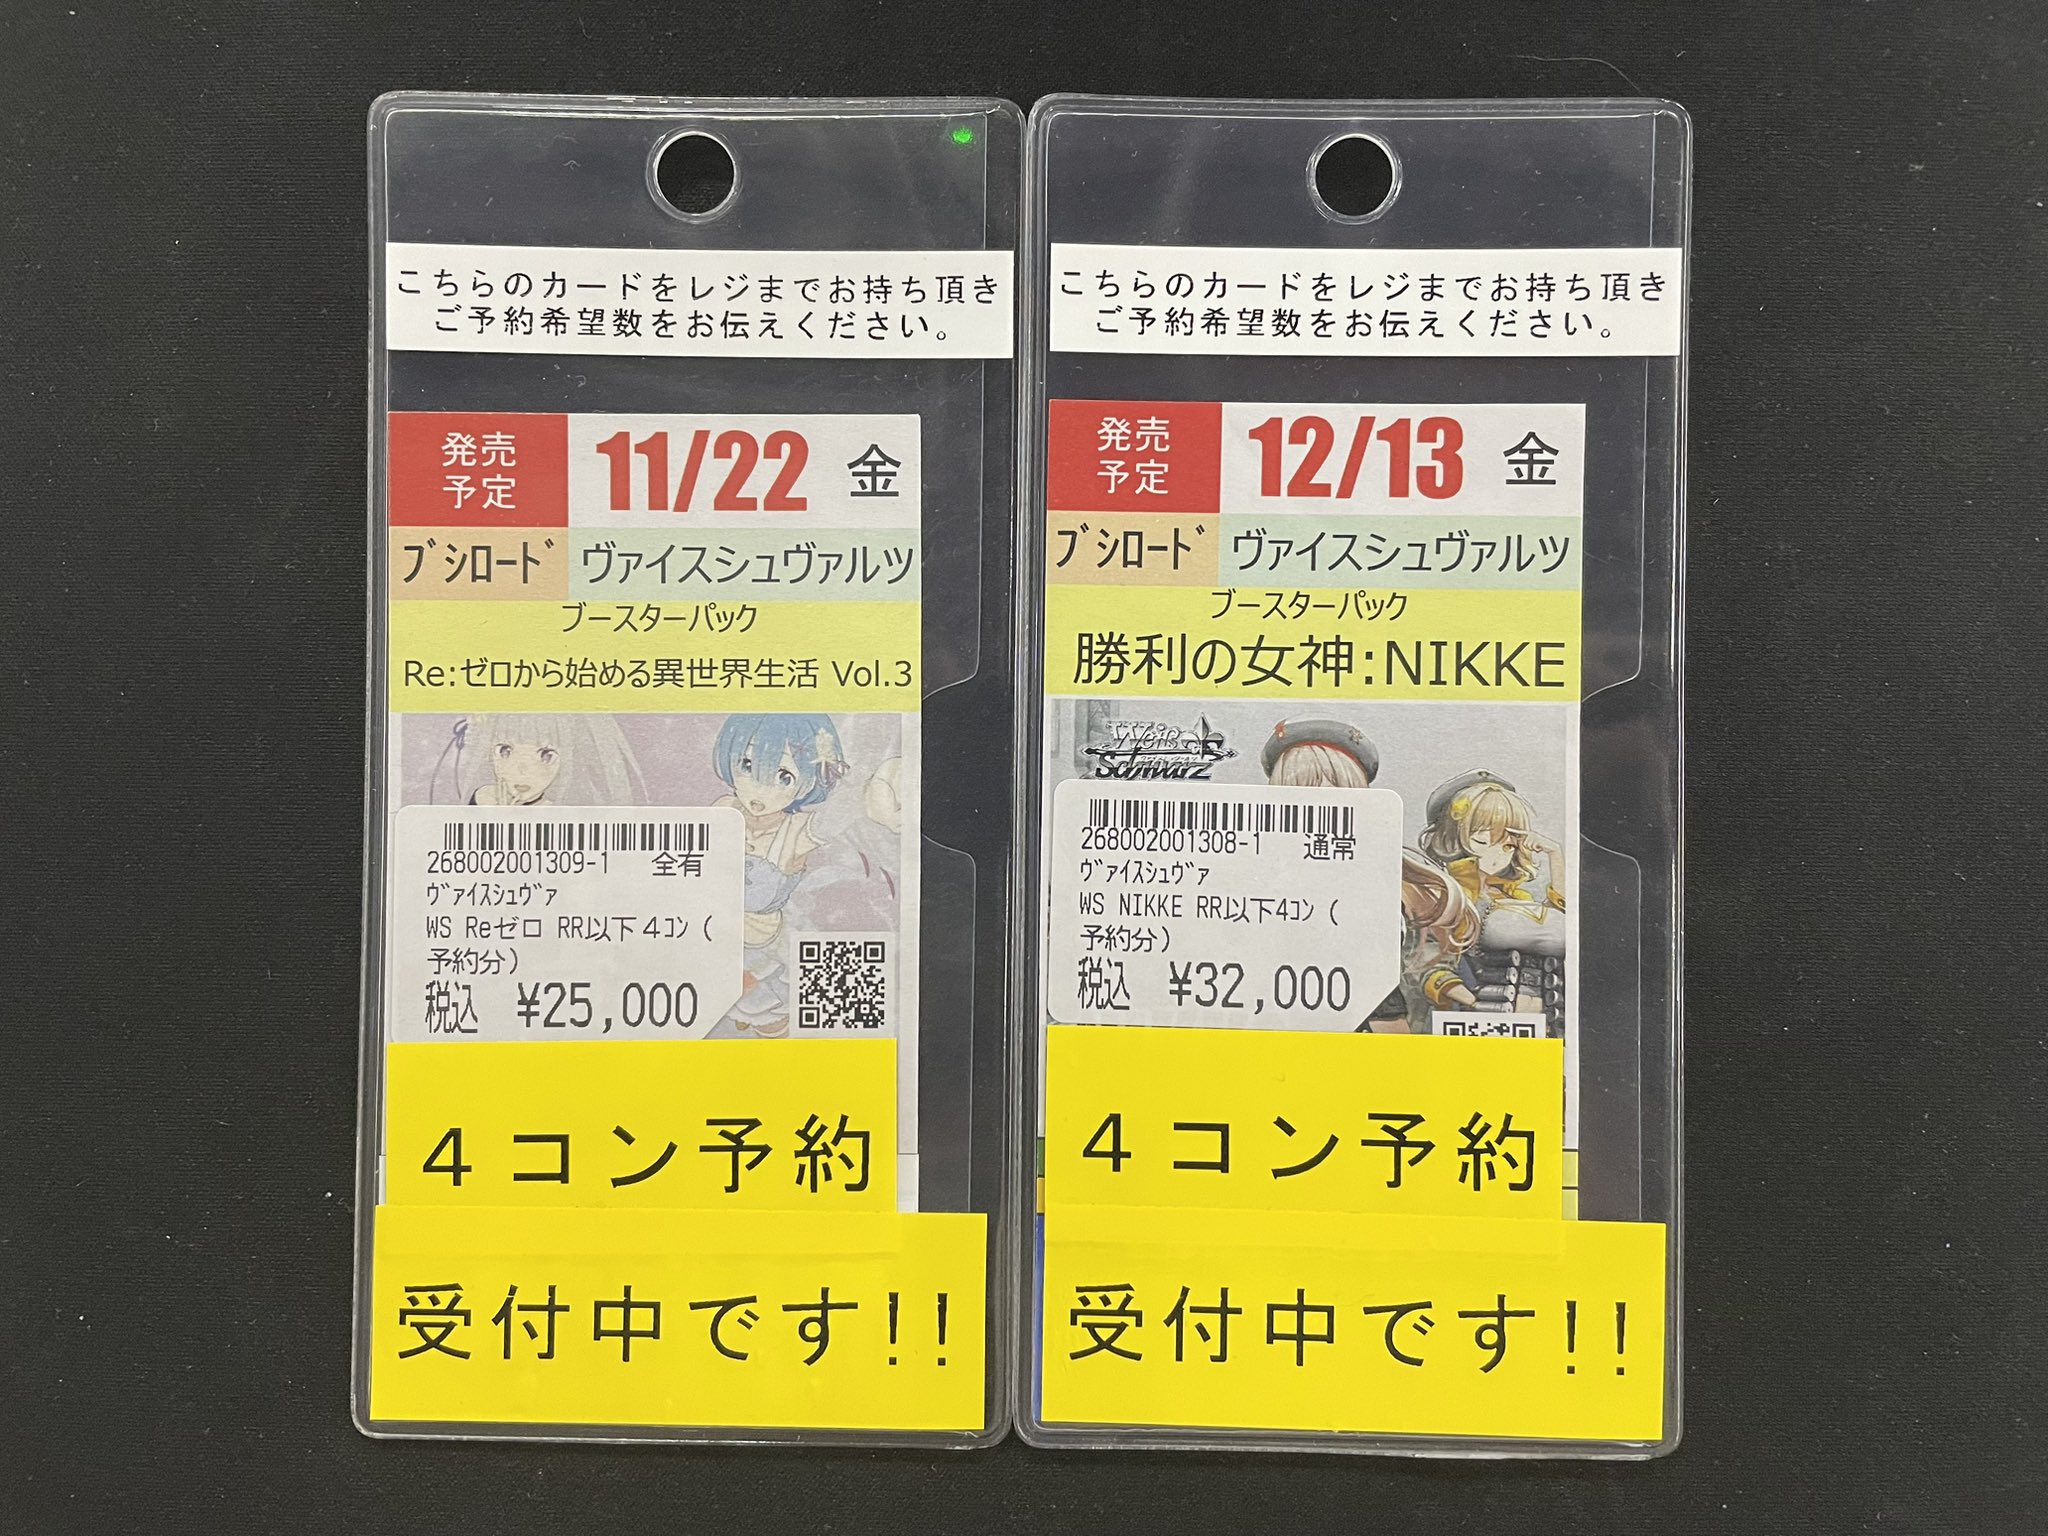 こちらのカードをレジまでお持ち頂き
ご予約希望数をお伝えください。
発売
予定
11/22 金
ﾌﾞｼﾛｰﾄﾞ ヴァイスシュヴァルツ
ブースターパック
Re:ゼロから始める異世界生活 Vol.3
268002001309-1 全有
ｳﾞｧｲｽｼｭｳﾞｧ
WS Reゼロ RR以下４ｺﾝ (
予約分)
税込 ¥25,000
４コン予約
受付中です!!
こちらのカードをレジまでお持ち頂き
ご予約希望数をお伝えください。
発売
予定
12/13 金
ﾌﾞｼﾛｰﾄﾞ ヴァイスシュヴァルツ
ブースターパック
勝利の女神:NIKKE
Weiß
ヴァイスシュヴァルツ
Schwarz
268002001308-1 通常
ｳﾞｧｲｽｼｭｳﾞｧ
WS NIKKE RR以下4ｺﾝ (
予約分)
税込 ¥32,000
４コン予約
受付中です!!